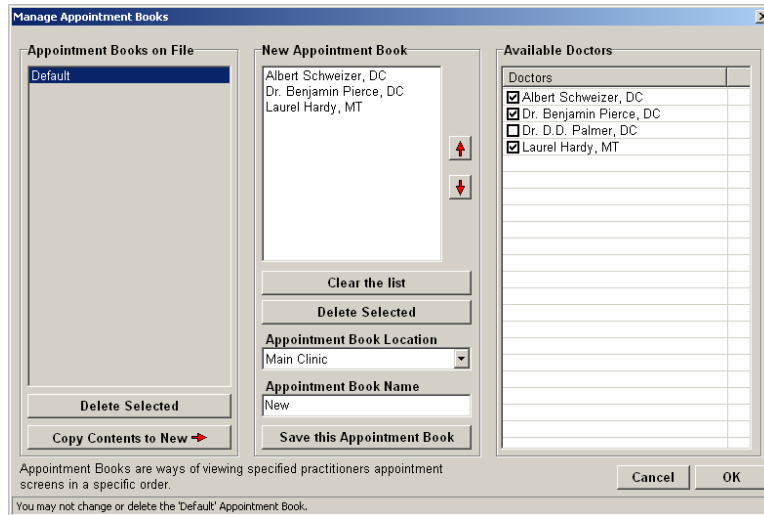 Manage Appointment Books
Appointment Books on File
Default
Delete Selected
Copy Contents to New
New Appointment Book
Albert Schweizer, DC
Dr. Benjamin Pierce, DC
Laurel Hardy, MT
Clear the list
Delete Selected
Appointment Book Location
Main Clinic
Appointment Book Name
New
Save this Appointment Book
Available Doctors
Doctors
Albert Schweizer, DC
Dr. Benjamin Pierce, DC
Dr. D.D. Palmer, DC
Laurel Hardy, MT
Appointment Books are ways of viewing specified practitioners appointment
screens in a specific order.
Cancel
OK
You may not change or delete the 'Default' Appointment Book.